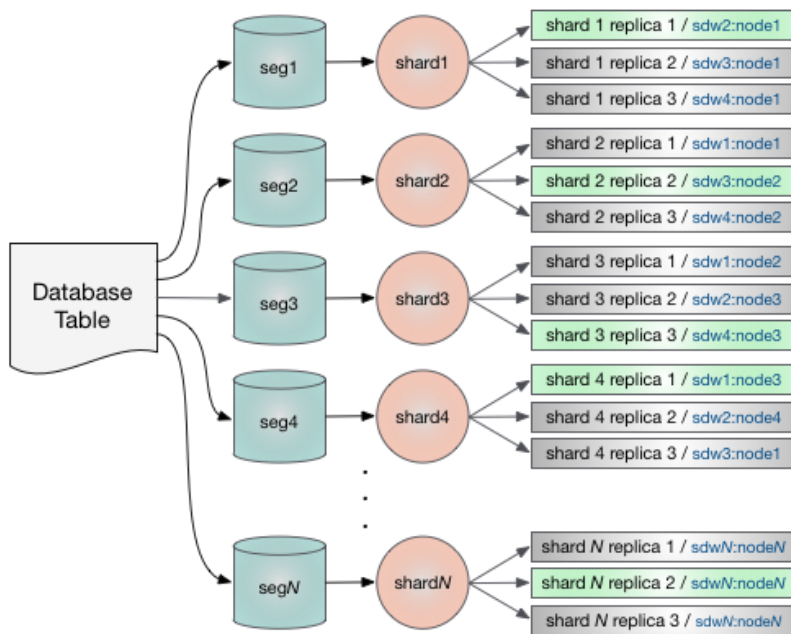 Database
Table
seg1
shard1
shard 1 replica 1 / sdw2:node1
shard 1 replica 2 / sdw3:node1
shard 1 replica 3 / sdw4:node1
seg2
shard2
shard 2 replica 1 / sdw1:node1
shard 2 replica 2 / sdw3:node2
shard 2 replica 3 / sdw4:node2
seg3
shard3
shard 3 replica 1 / sdw1:node2
shard 3 replica 2 / sdw2:node3
shard 3 replica 3 / sdw4:node3
seg4
shard4
shard 4 replica 1 / sdw1:node3
shard 4 replica 2 / sdw2:node4
shard 4 replica 3 / sdw3:node1
segN
shardN
shard N replica 1 / sdwN:nodeN
shard N replica 2 / sdwN:nodeN
shard N replica 3 / sdwN:nodeN